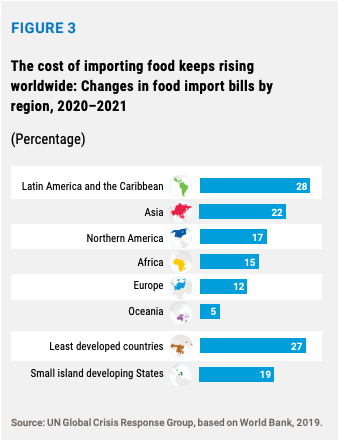 FIGURE 3
The cost of importing food keeps rising
worldwide: Changes in food import bills by
region, 2020–2021
(Percentage)
Latin America and the Caribbean 28
Asia 22
Northern America 17
Africa 15
Europe 12
Oceania 5
Least developed countries 27
Small island developing States 19
Source: UN Global Crisis Response Group, based on World Bank, 2019.